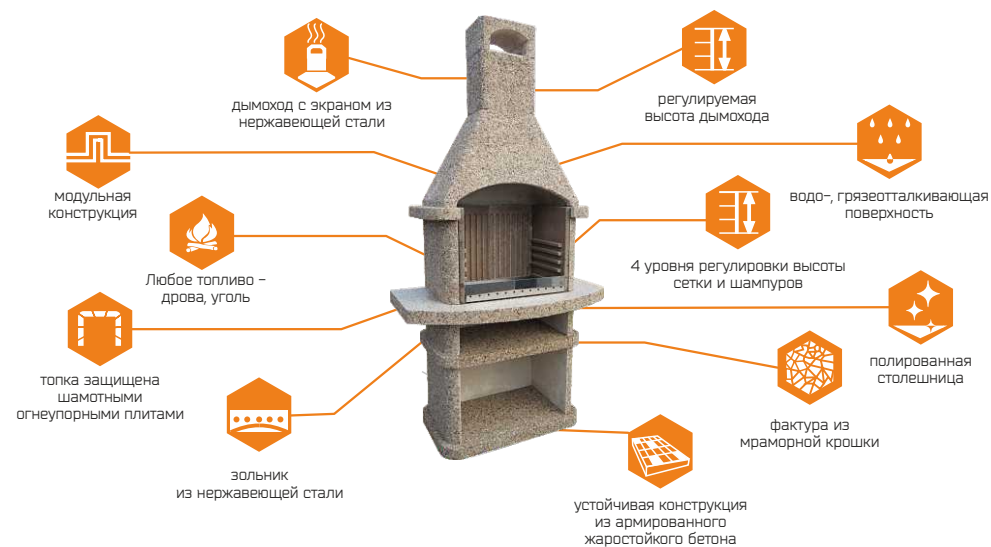 дымоход с экраном из
нержавеющей стали
регулируемая
высота дымохода
модульная
конструкция
водо-, грязеотталкивающая
поверхность
Любое топливо -
дрова, уголь
4 уровня регулировки высоты
сетки и шампуров
топка защищена
шамотными
огнеупорными плитами
полированная
столешница
зольник
из нержавеющей стали
фактура из
мраморной крошки
устойчивая конструкция
из армированного
жаростойкого бетона